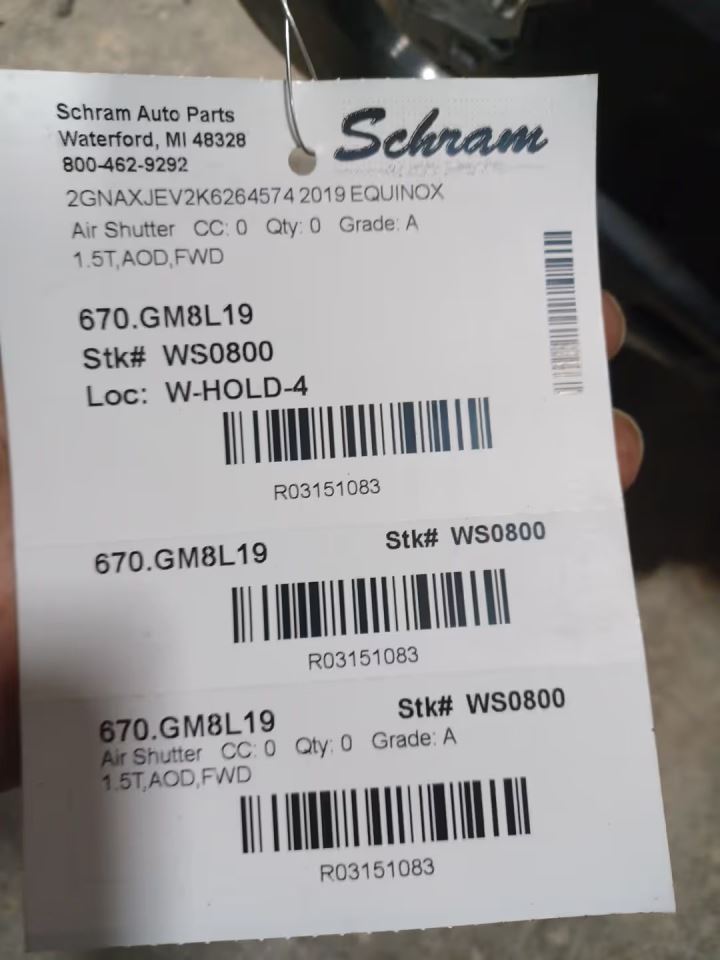 Schram Auto Parts
Waterford, MI 48328
800-462-9292
Schram
2GNAXJEV2K6264574 2019 EQUINOX
Air Shutter CC: 0 Qty: 0 Grade: A
1.5T,AOD,FWD
670.GM8L19
Stk# WS0800
Loc: W-HOLD-4
R03151083
670.GM8L19 Stk# WS0800
R03151083
670.GM8L19 Stk# WS0800
Air Shutter CC: 0 Qty: 0 Grade: A
1.5T,AOD,FWD
R03151083